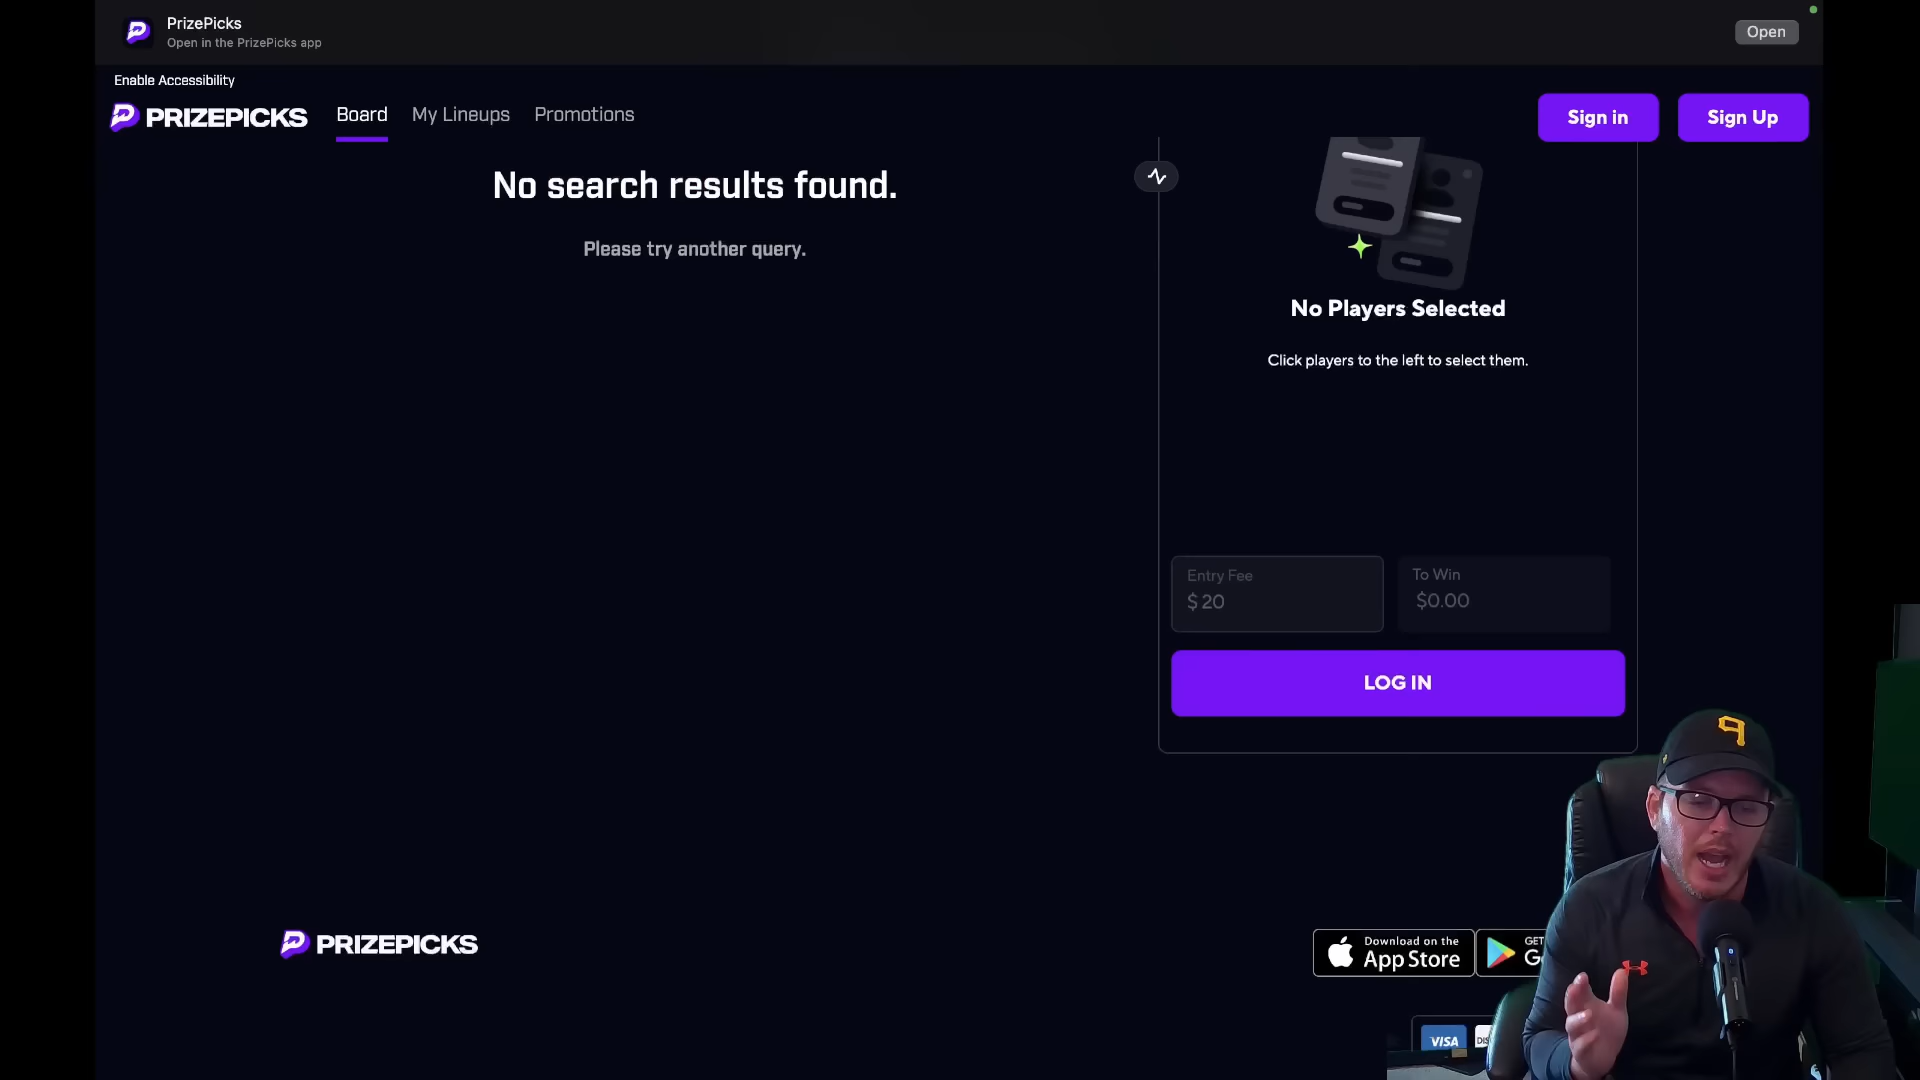 PrizePicks
Open in the PrizePicks app
Open
Enable Accessibility
PRIZEPICKS
Board
My Lineups
Promotions
Sign in
Sign Up
No search results found.
Please try another query.
No Players Selected
Click players to the left to select them.
Entry Fee
$ 20
To Win
$0.00
LOG IN
PRIZEPICKS
Download on the
App Store
GET
VISA